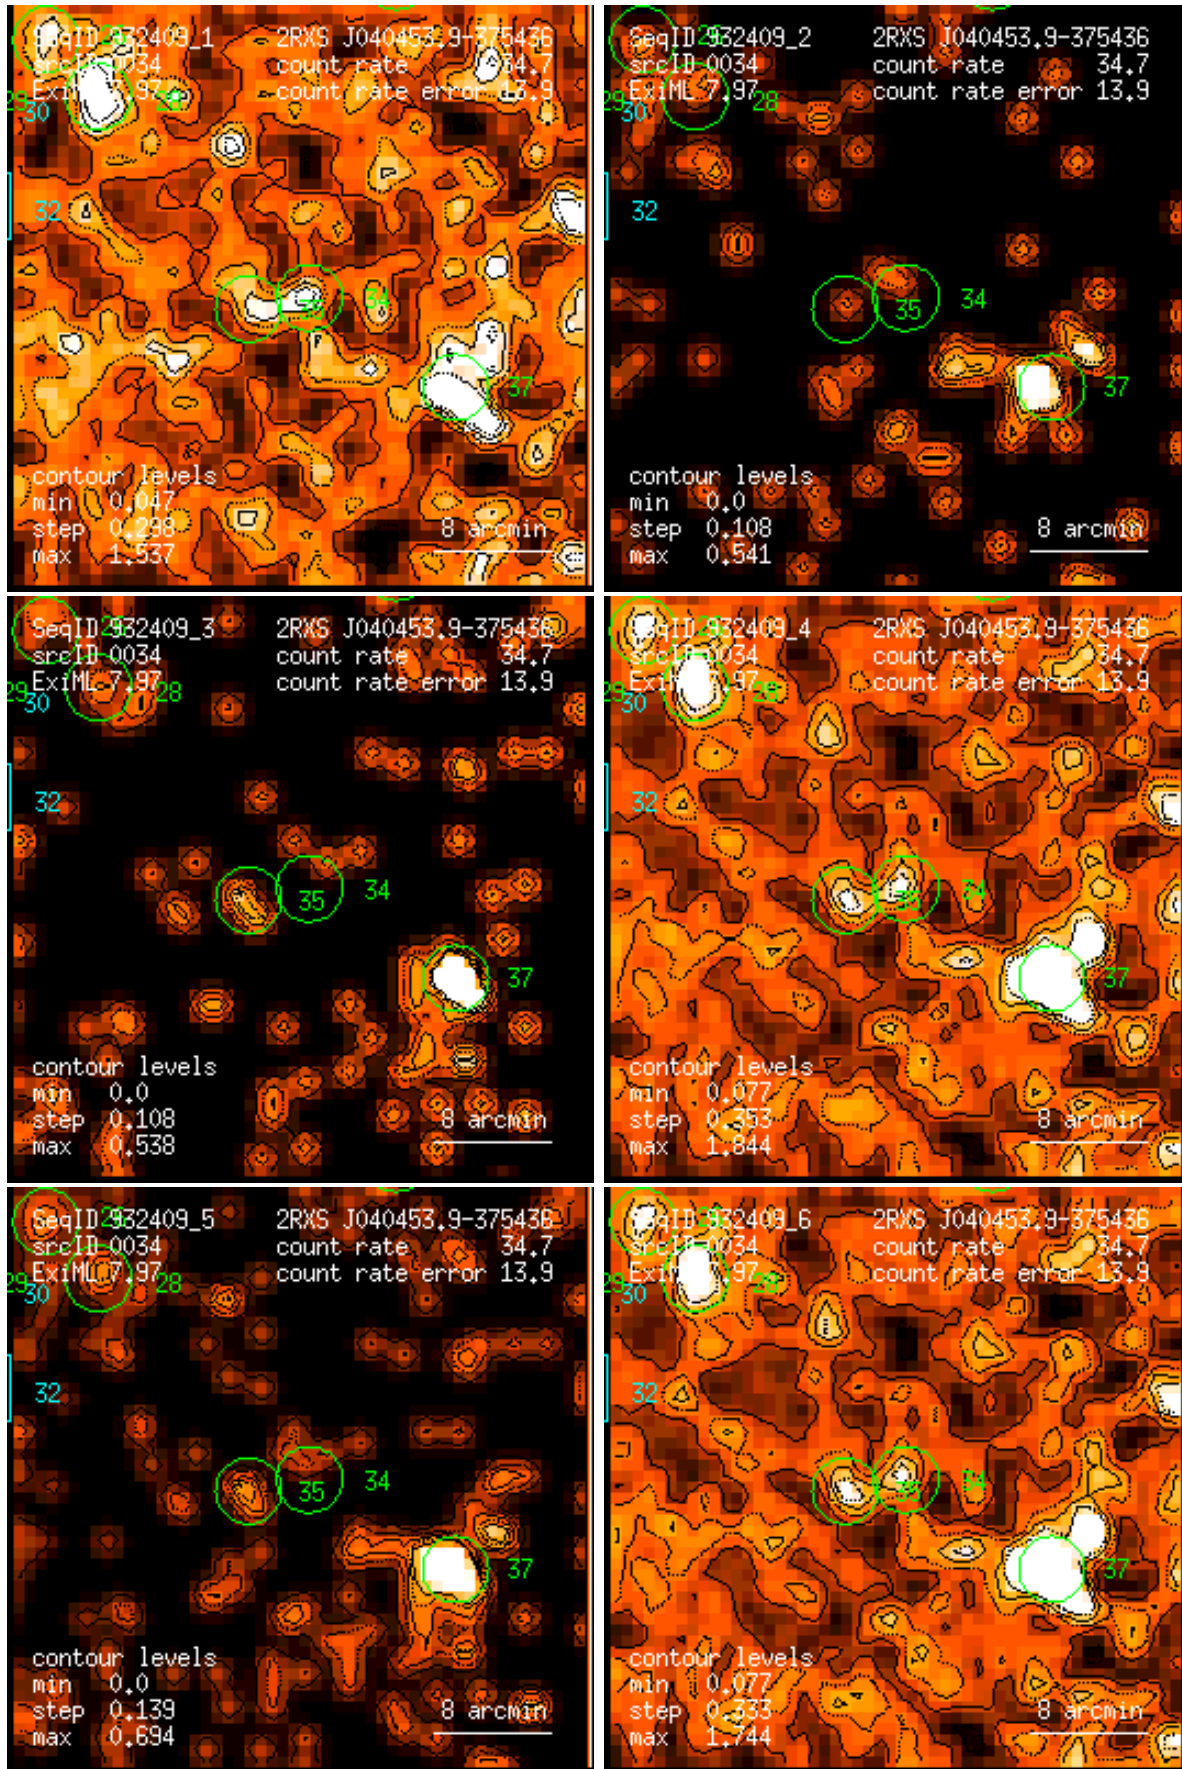 SeqID 932409_1 2RXS J040453.9-375436
srcID 0034 count rate 34.7
ExiML 7.97 count rate error 13.9
29 28
30
32
34
35
37
contour levels
min 0.047
step 0.298
max 1.537
8 arcmin
SeqID 932409_2 2RXS J040453.9-375436
srcID 0034 count rate 34.7
ExiML 7.97 count rate error 13.9
29 28
30
32
35 34
37
contour levels
min 0.0
step 0.108
max 0.541
8 arcmin
SeqID 932409_3 2RXS J040453.9-375436
srcID 0034 count rate 34.7
ExiML 7.97 count rate error 13.9
29 28
30
32
35 34
37
contour levels
min 0.0
step 0.108
max 0.538
8 arcmin
SeqID 932409_4 2RXS J040453.9-375436
srcID 0034 count rate 34.7
ExiML 7.97 count rate error 13.9
29 28
30
32
35 34
37
contour levels
min 0.077
step 0.353
max 1.844
8 arcmin
SeqID 932409_5 2RXS J040453.9-375436
srcID 0034 count rate 34.7
ExiML 7.97 count rate error 13.9
29 28
30
32
35 34
37
contour levels
min 0.0
step 0.139
max 0.694
8 arcmin
SeqID 932409_6 2RXS J040453.9-375436
srcID 0034 count rate 34.7
ExiML 7.97 count rate error 13.9
29 28
30
32
35 34
37
contour levels
min 0.077
step 0.333
max 1.744
8 arcmin